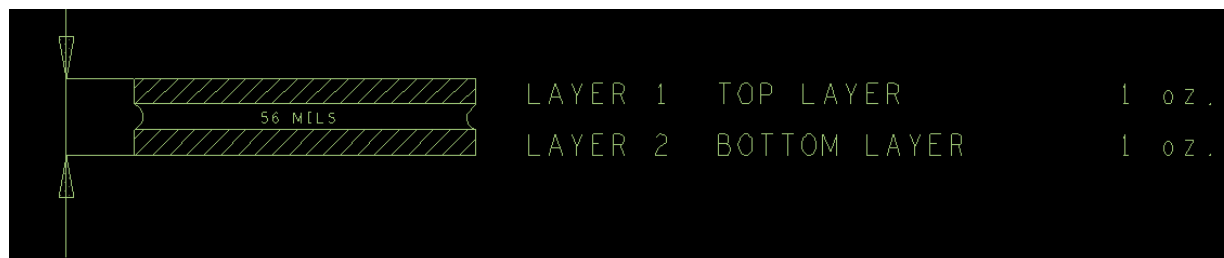 LAYER 1 TOP LAYER 1 oz.
56 MILS
LAYER 2 BOTTOM LAYER 1 oz.